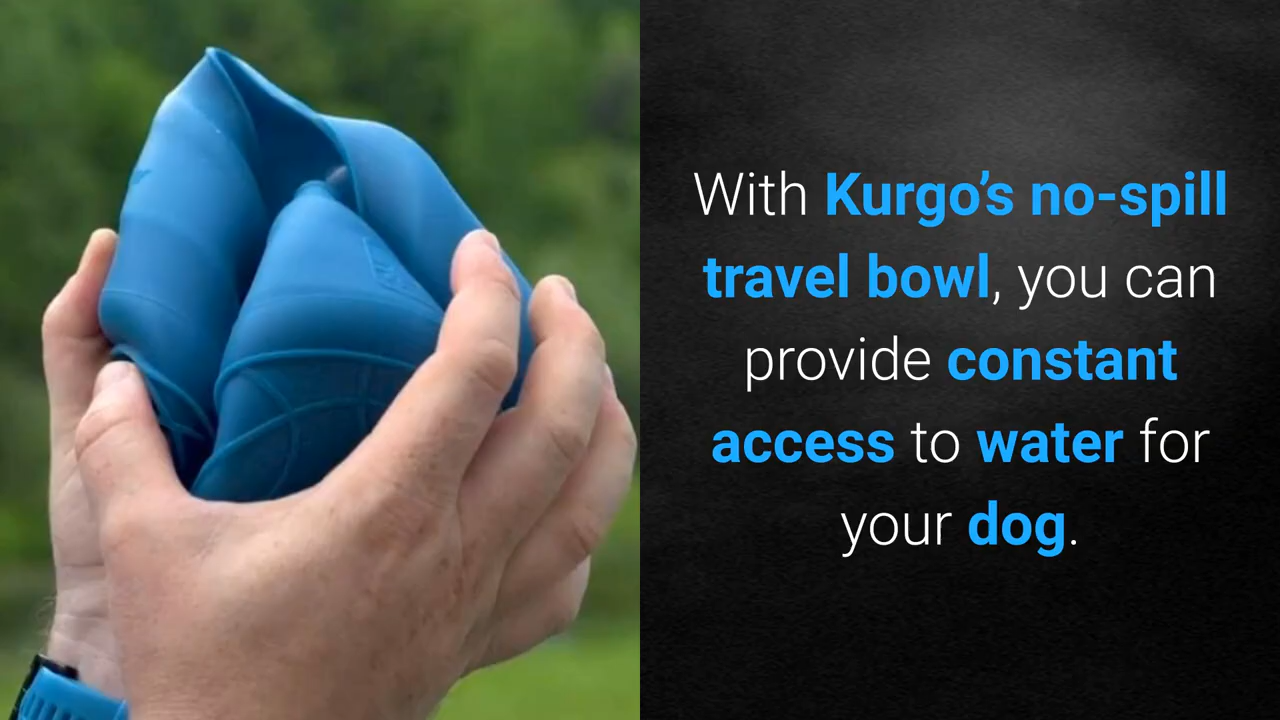 With Kurgo’s no-spill
travel bowl, you can
provide constant
access to water for
your dog.